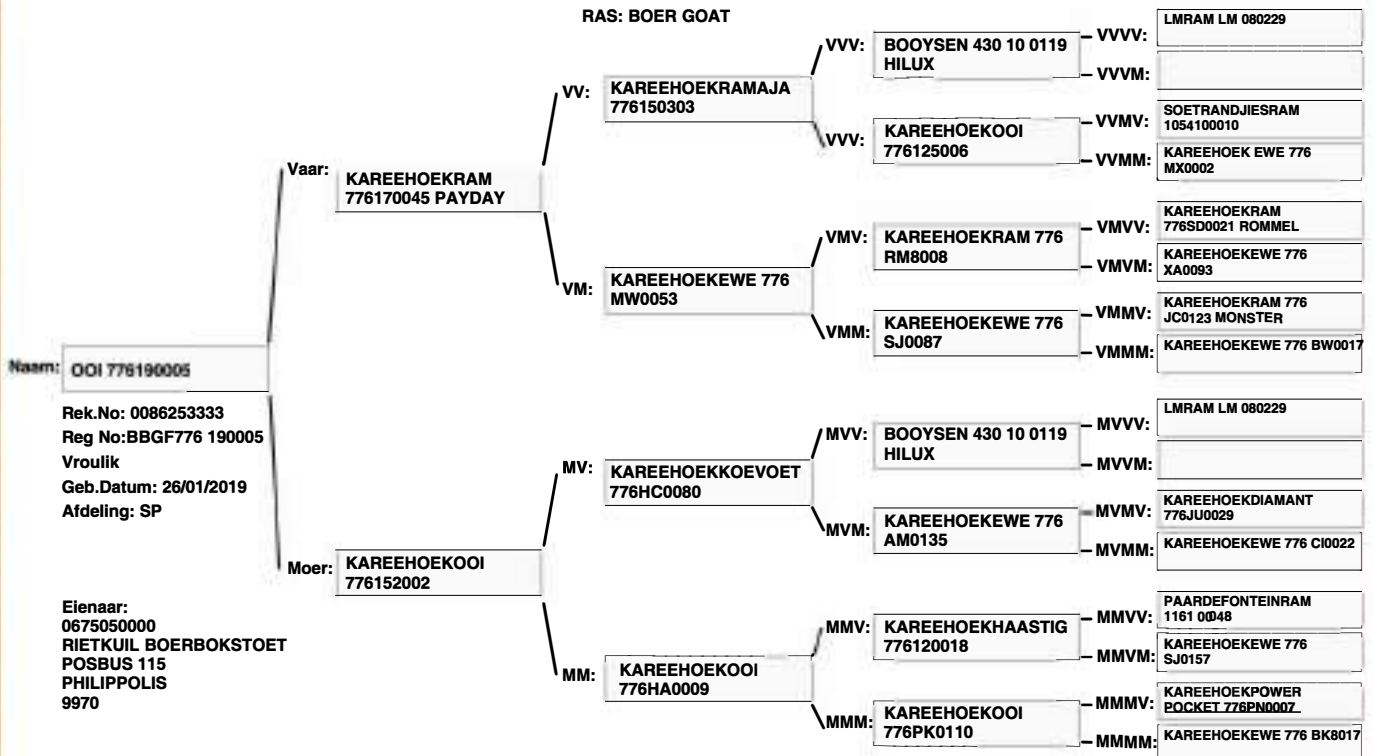 RAS: BOER GOAT
Naam:
OOI 776190005
Rek.No: 0086253333
Reg No:BBGF776 190005
Vroulik
Geb.Datum: 26/01/2019
Afdeling: SP
Eienaar:
0675050000
RIETKUIL BOERBOKSTOET
POSBUS 115
PHILIPPOLIS
9970
Vaar:
KAREEHOEKRAM
776170045 PAYDAY
Moer:
KAREEHOEKOOI
776152002
VV:
KAREEHOEKRAMAJA
776150303
VM:
KAREEHOEKEWE 776
MW0053
MV:
KAREEHOEKKOEVOET
776HC0080
MM:
KAREEHOEKOOI
776HA0009
VVV:
BOOYSEN 430 10 0119
HILUX
VVV:
KAREEHOEKOOI
776125006
VMV:
KAREEHOEKRAM 776
RM8008
VMM:
KAREEHOEKEWE 776
SJ0087
MVV:
BOOYSEN 430 10 0119
HILUX
MVM:
KAREEHOEKEWE 776
AM0135
MMV:
KAREEHOEKHAASTIG
776120018
MMM:
KAREEHOEKOOI
776PK0110
VVVV:
LMRAM LM 080229
VVVM:
VVMV:
SOETRANDJIESRAM
1054100010
VVMM:
KAREEHOEK EWE 776
MX0002
VMVV:
KAREEHOEKRAM
776SD0021 ROMMEL
VMVM:
KAREEHOEKEWE 776
XA0093
VMMV:
KAREEHOEKRAM 776
JC0123 MONSTER
VMMM:
KAREEHOEKEWE 776 BW0017
MVVV:
LMRAM LM 080229
MVVM:
MVMV:
KAREEHOEKDIAMANT
776JU0029
MVMM:
KAREEHOEKEWE 776 CI0022
MMVV:
PAARDEFONTEINRAM
1161 00048
MMVM:
KAREEHOEKEWE 776
SJ0157
MMMV:
KAREEHOEKPOWER
POCKET 776PN0007
MMMM:
KAREEHOEKEWE 776 BK8017